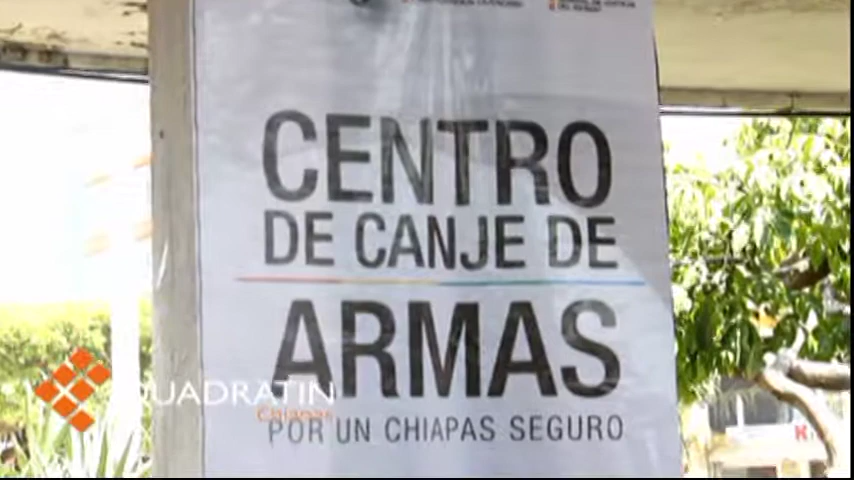 CENTRO
DE CANJE DE
ARMAS
POR UN CHIAPAS SEGURO
QUADRATIN
Chiapas